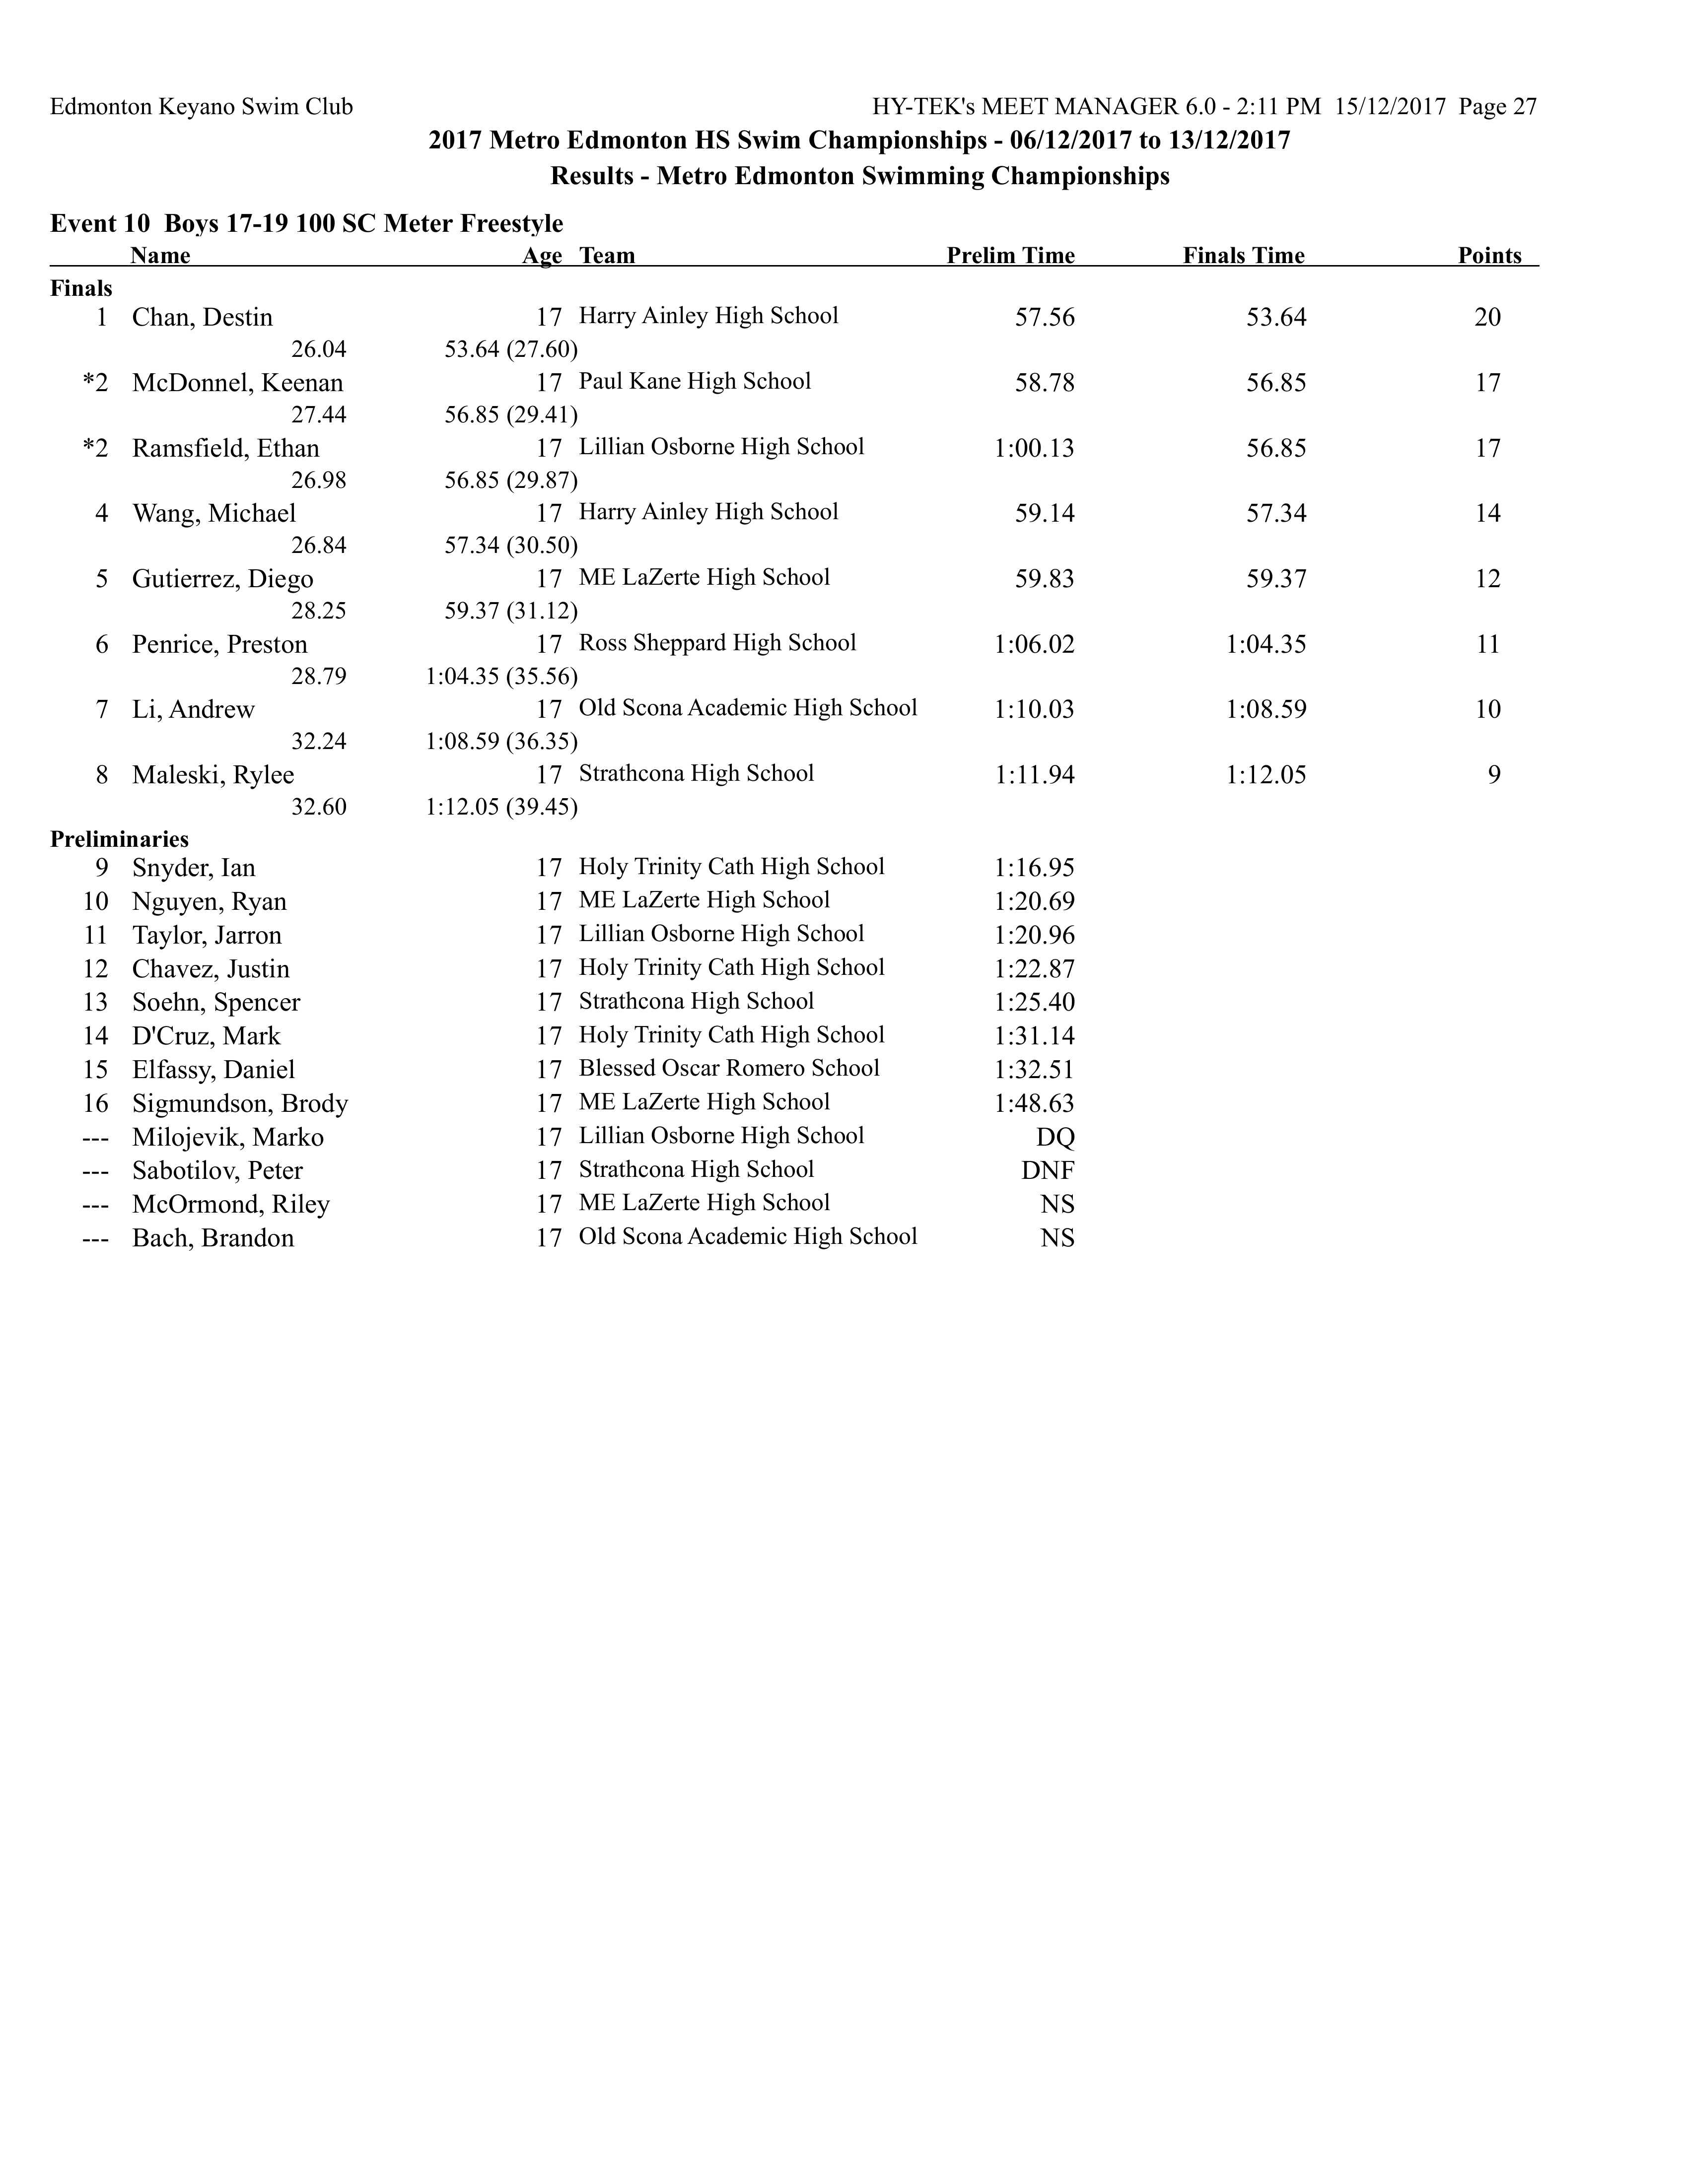 Edmonton Keyano Swim Club HY-TEK's MEET MANAGER 6.0 - 2:11 PM 15/12/2017 Page 27
2017 Metro Edmonton HS Swim Championships - 06/12/2017 to 13/12/2017
Results - Metro Edmonton Swimming Championships
Event 10 Boys 17-19 100 SC Meter Freestyle
Name Age Team Prelim Time Finals Time Points
Finals
1 Chan, Destin 17 Harry Ainley High School 57.56 53.64 20
26.04 53.64 (27.60)
*2 McDonnel, Keenan 17 Paul Kane High School 58.78 56.85 17
27.44 56.85 (29.41)
*2 Ramsfield, Ethan 17 Lillian Osborne High School 1:00.13 56.85 17
26.98 56.85 (29.87)
4 Wang, Michael 17 Harry Ainley High School 59.14 57.34 14
26.84 57.34 (30.50)
5 Gutierrez, Diego 17 ME LaZerte High School 59.83 59.37 12
28.25 59.37 (31.12)
6 Penrice, Preston 17 Ross Sheppard High School 1:06.02 1:04.35 11
28.79 1:04.35 (35.56)
7 Li, Andrew 17 Old Scona Academic High School 1:10.03 1:08.59 10
32.24 1:08.59 (36.35)
8 Maleski, Rylee 17 Strathcona High School 1:11.94 1:12.05 9
32.60 1:12.05 (39.45)
Preliminaries
9 Snyder, Ian 17 Holy Trinity Cath High School 1:16.95
10 Nguyen, Ryan 17 ME LaZerte High School 1:20.69
11 Taylor, Jarron 17 Lillian Osborne High School 1:20.96
12 Chavez, Justin 17 Holy Trinity Cath High School 1:22.87
13 Soehn, Spencer 17 Strathcona High School 1:25.40
14 D'Cruz, Mark 17 Holy Trinity Cath High School 1:31.14
15 Elfassy, Daniel 17 Blessed Oscar Romero School 1:32.51
16 Sigmundson, Brody 17 ME LaZerte High School 1:48.63
--- Milojevik, Marko 17 Lillian Osborne High School DQ
--- Sabotilov, Peter 17 Strathcona High School DNF
--- McOrmond, Riley 17 ME LaZerte High School NS
--- Bach, Brandon 17 Old Scona Academic High School NS